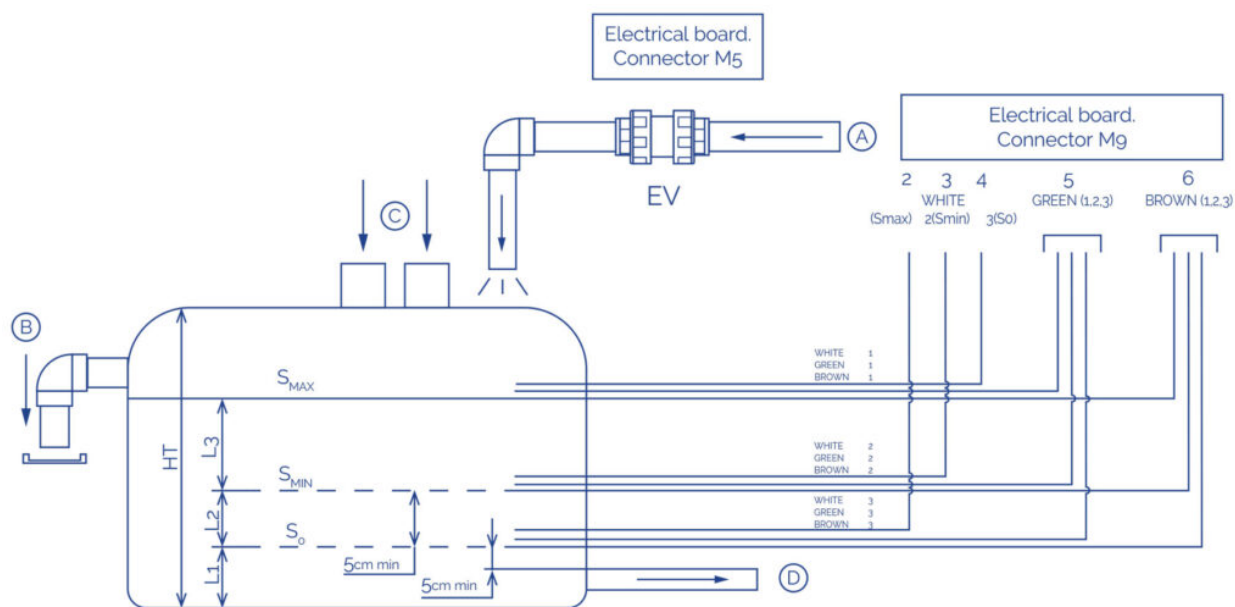 Electrical board.
Connector M5
A
EV
Electrical board.
Connector M9
2 3 4 5 6
WHITE GREEN (1,2,3) BROWN (1,2,3)
(Smax) 2(Smin) 3(S0)
C
B
SMAX
WHITE 1
GREEN 1
BROWN 1
HT
L3
SMIN
WHITE 2
GREEN 2
BROWN 2
L2
S0
WHITE 3
GREEN 3
BROWN 3
L1
5cm min
5cm min
D